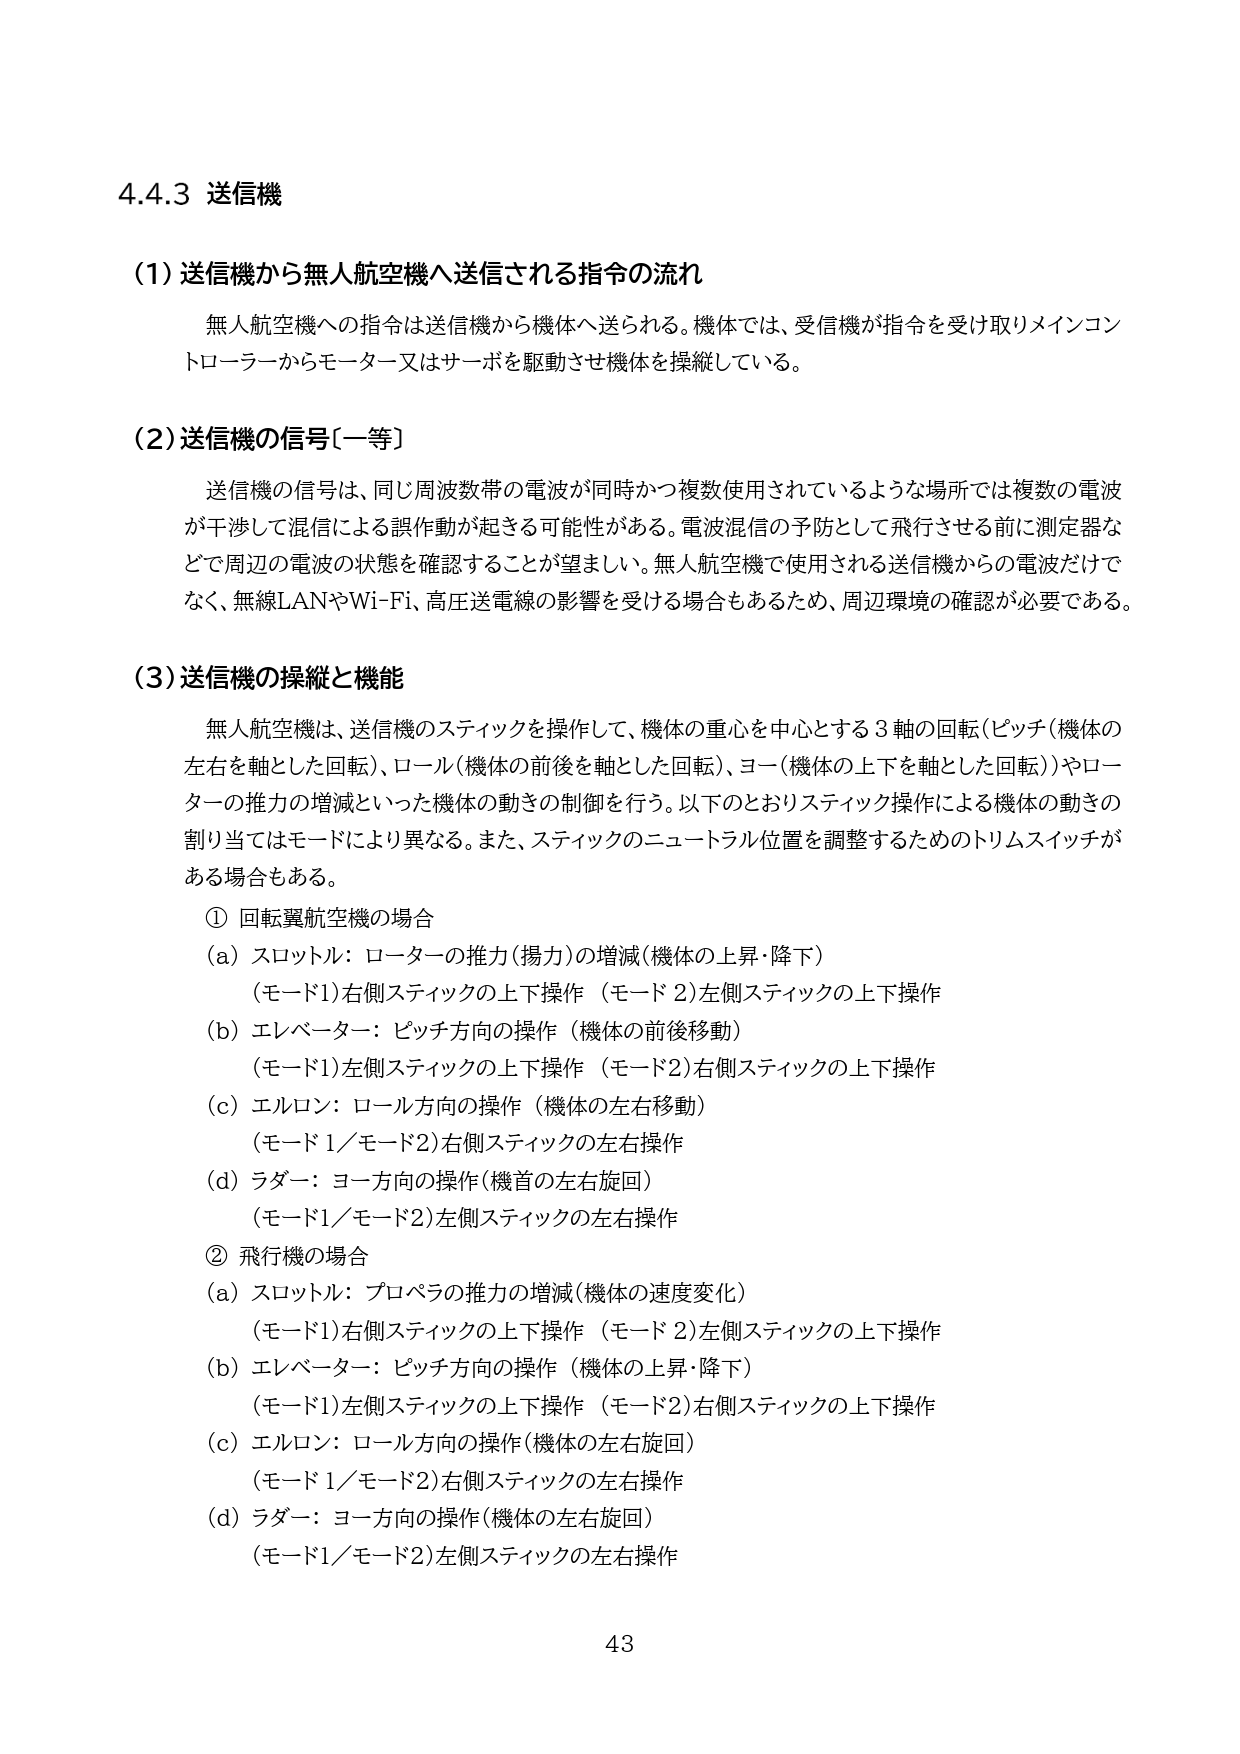 4.4.3 送信機
（1）送信機から無人航空機へ送信される指令の流れ
無人航空機への指令は送信機から機体へ送られる。機体では、受信機が指令を受け取りメインコン
トローラーからモーター又はサーボを駆動させ機体を操縦している。
（2）送信機の信号〔一等〕
送信機の信号は、同じ周波数帯の電波が同時かつ複数使用されているような場所では複数の電波
が干渉して混信による誤作動が起きる可能性がある。電波混信の予防として飛行させる前に測定器な
どで周辺の電波の状態を確認することが望ましい。無人航空機で使用される送信機からの電波だけで
なく、無線LANやWi-Fi、高圧送電線の影響を受ける場合もあるため、周辺環境の確認が必要である。
（3）送信機の操縦と機能
無人航空機は、送信機のスティックを操作して、機体の重心を中心とする３軸の回転（ピッチ（機体の
左右を軸とした回転）、ロール（機体の前後を軸とした回転）、ヨー（機体の上下を軸とした回転））やロー
ターの推力の増減といった機体の動きの制御を行う。以下のとおりスティック操作による機体の動きの
割り当てはモードにより異なる。また、スティックのニュートラル位置を調整するためのトリムスイッチが
ある場合もある。
① 回転翼航空機の場合
（a） スロットル： ローターの推力（揚力）の増減（機体の上昇・降下）
（モード1）右側スティックの上下操作 （モード 2）左側スティックの上下操作
（b） エレベーター： ピッチ方向の操作 （機体の前後移動）
（モード1）左側スティックの上下操作 （モード2）右側スティックの上下操作
（c） エルロン： ロール方向の操作 （機体の左右移動）
（モード 1／モード2）右側スティックの左右操作
（d） ラダー： ヨー方向の操作（機首の左右旋回）
（モード1／モード2）左側スティックの左右操作
② 飛行機の場合
（a） スロットル： プロペラの推力の増減（機体の速度変化）
（モード1）右側スティックの上下操作 （モード 2）左側スティックの上下操作
（b） エレベーター： ピッチ方向の操作 （機体の上昇・降下）
（モード1）左側スティックの上下操作 （モード2）右側スティックの上下操作
（c） エルロン： ロール方向の操作（機体の左右旋回）
（モード 1／モード2）右側スティックの左右操作
（d） ラダー： ヨー方向の操作（機体の左右旋回）
（モード1／モード2）左側スティックの左右操作
43